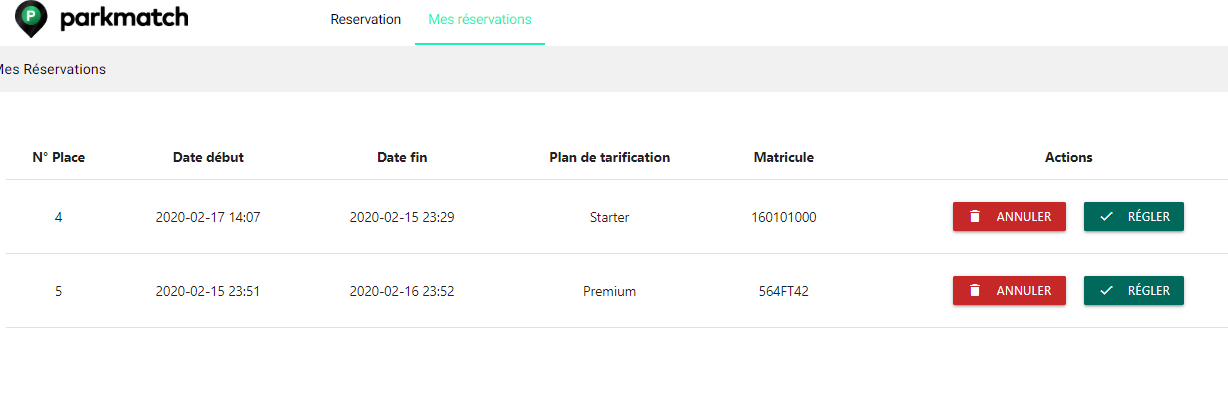 P parkmatch Reservation Mes réservations
Mes Réservations
N° Place Date début Date fin Plan de tarification Matricule Actions
4 2020-02-17 14:07 2020-02-15 23:29 Starter 160101000 ANNULER RÉGLER
5 2020-02-15 23:51 2020-02-16 23:52 Premium 564FT42 ANNULER RÉGLER